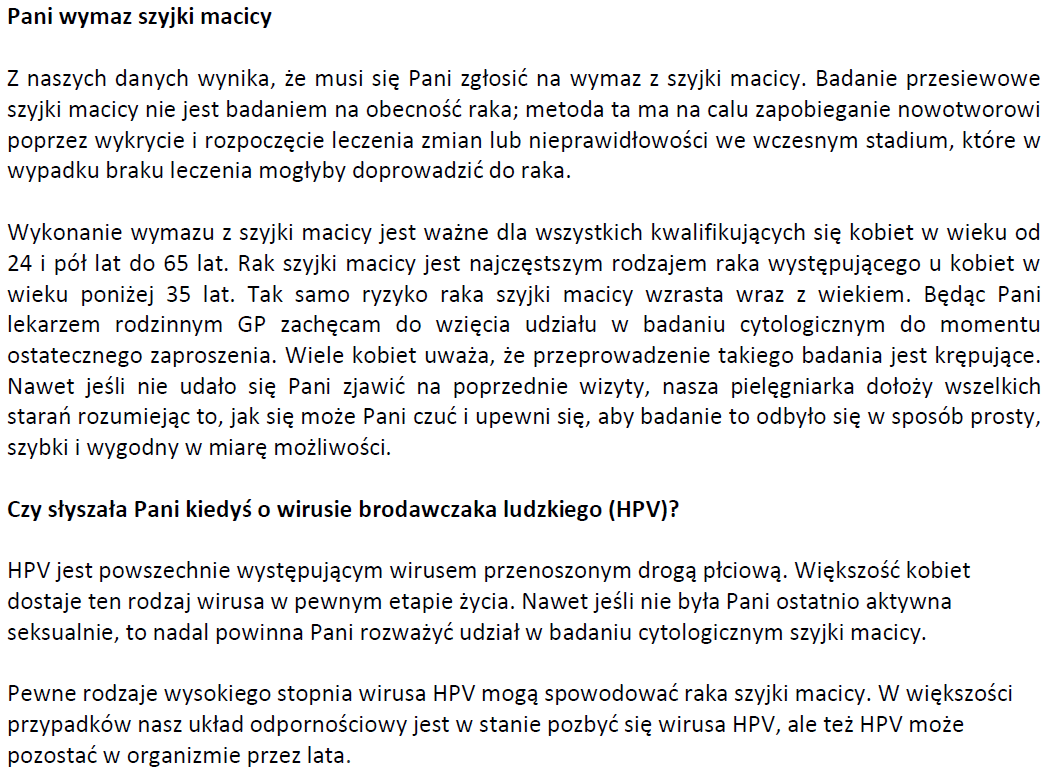 Pani wymaz szyjki macicy
Z naszych danych wynika, że musi się Pani zgłosić na wymaz z szyjki macicy. Badanie przesiewowe
szyjki macicy nie jest badaniem na obecność raka; metoda ta ma na calu zapobieganie nowotworowi
poprzez wykrycie i rozpoczęcie leczenia zmian lub nieprawidłowości we wczesnym stadium, które w
wypadku braku leczenia mogłyby doprowadzić do raka.
Wykonanie wymazu z szyjki macicy jest ważne dla wszystkich kwalifikujących się kobiet w wieku od
24 i pół lat do 65 lat. Rak szyjki macicy jest najczęstszym rodzajem raka występującego u kobiet w
wieku poniżej 35 lat. Tak samo ryzyko raka szyjki macicy wzrasta wraz z wiekiem. Będąc Pani
lekarzem rodzinnym GP zachęcam do wzięcia udziału w badaniu cytologicznym do momentu
ostatecznego zaproszenia. Wiele kobiet uważa, że przeprowadzenie takiego badania jest krępujące.
Nawet jeśli nie udało się Pani zjawić na poprzednie wizyty, nasza pielęgniarka dołoży wszelkich
starań rozumiejąc to, jak się może Pani czuć i upewni się, aby badanie to odbyło się w sposób prosty,
szybki i wygodny w miarę możliwości.
Czy słyszała Pani kiedyś o wirusie brodawczaka ludzkiego (HPV)?
HPV jest powszechnie występującym wirusem przenoszonym drogą płciową. Większość kobiet
dostaje ten rodzaj wirusa w pewnym etapie życia. Nawet jeśli nie była Pani ostatnio aktywna
seksualnie, to nadal powinna Pani rozważyć udział w badaniu cytologicznym szyjki macicy.
Pewne rodzaje wysokiego stopnia wirusa HPV mogą spowodować raka szyjki macicy. W większości
przypadków nasz układ odpornościowy jest w stanie pozbyć się wirusa HPV, ale też HPV może
pozostać w organizmie przez lata.